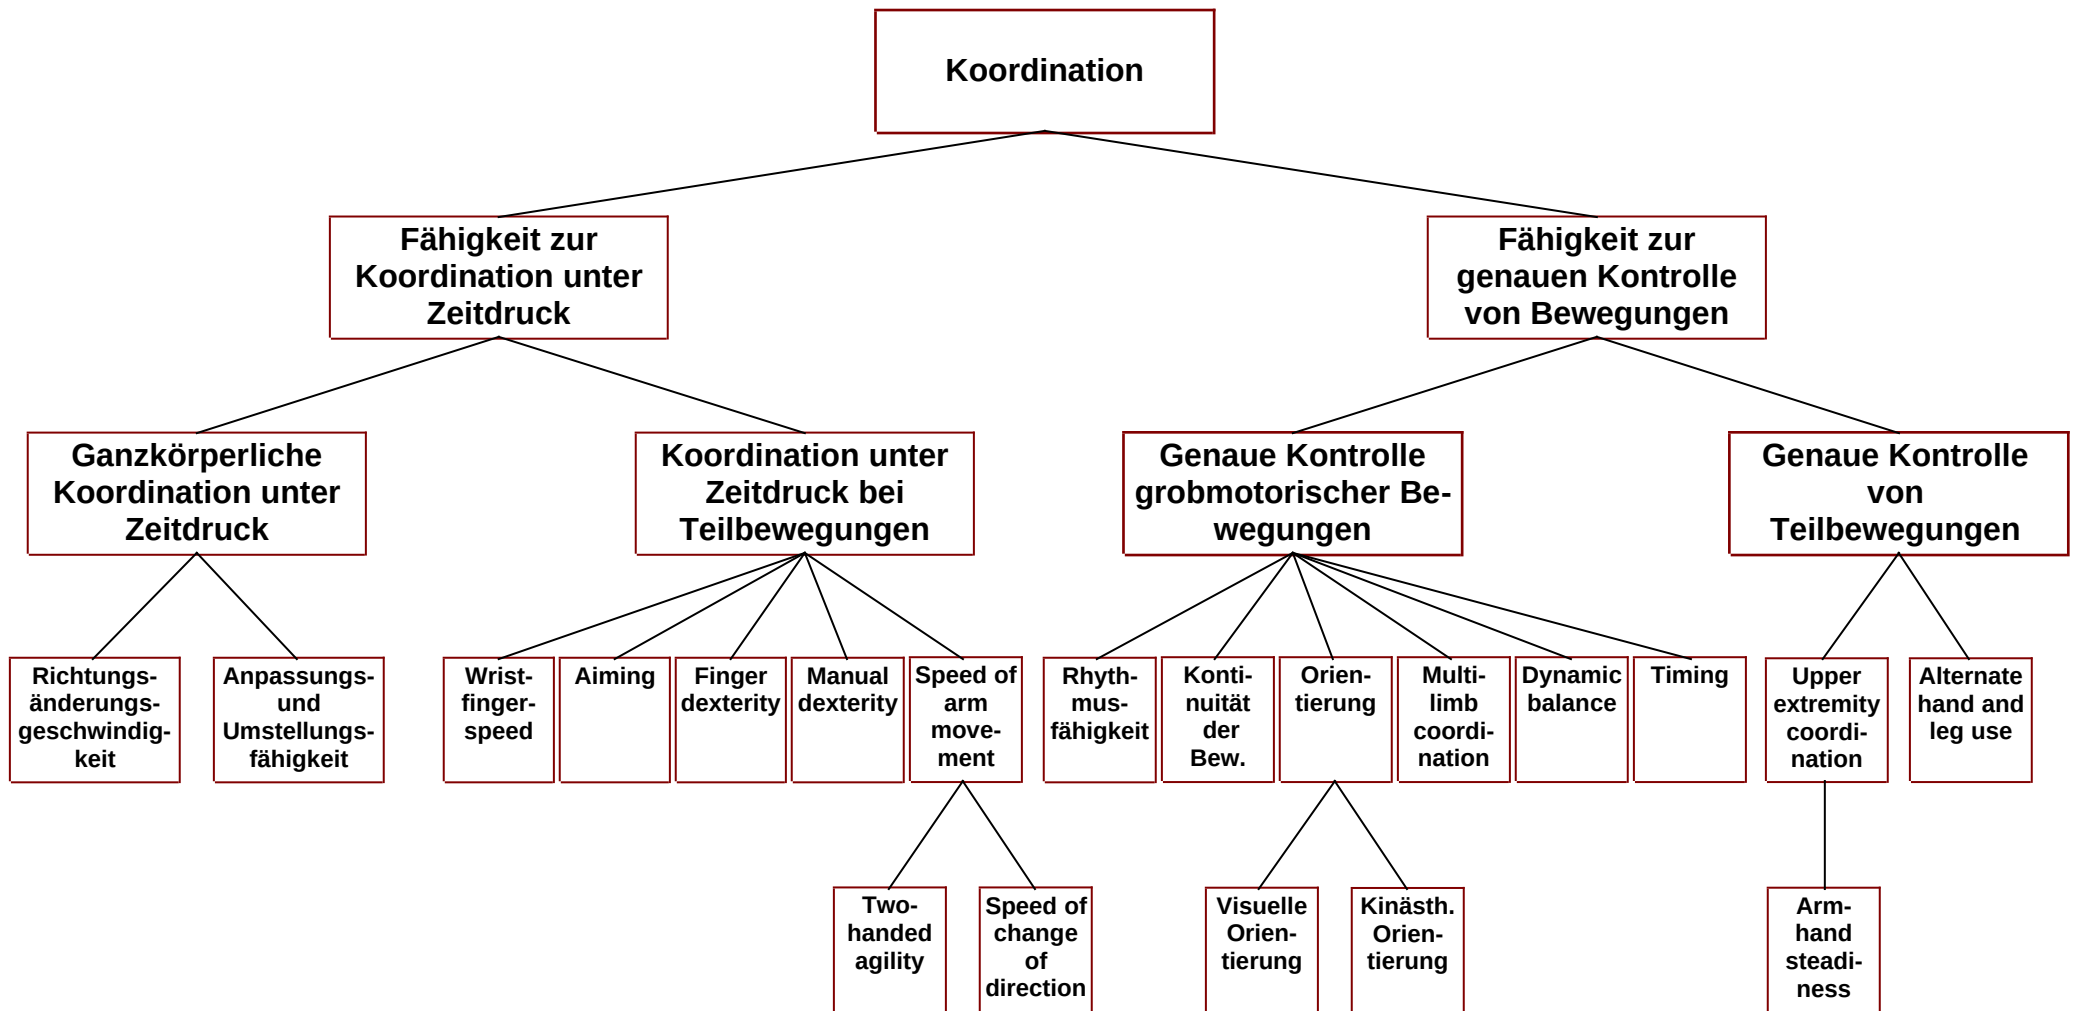 Koordination
Fähigkeit zur
Koordination unter
Zeitdruck
Fähigkeit zur
genauen Kontrolle
von Bewegungen
Ganzkörperliche
Koordination unter
Zeitdruck
Koordination unter
Zeitdruck bei
Teilbewegungen
Genaue Kontrolle
grobmotorischer Be-
wegungen
Genaue Kontrolle
von
Teilbewegungen
Richtungs-
änderungs-
geschwindig-
keit
Anpassungs-
und
Umstellungs-
fähigkeit
Wrist-
finger-
speed
Aiming
Finger
dexterity
Manual
dexterity
Speed of
arm
move-
ment
Rhyth-
mus-
fähigkeit
Konti-
nuität
der
Bew.
Orien-
tierung
Multi-
limb
coordi-
nation
Dynamic
balance
Timing
Upper
extremity
coordi-
nation
Alternate
hand and
leg use
Two-
handed
agility
Speed of
change
of
direction
Visuelle
Orien-
tierung
Kinästh.
Orien-
tierung
Arm-
hand
steadi-
ness